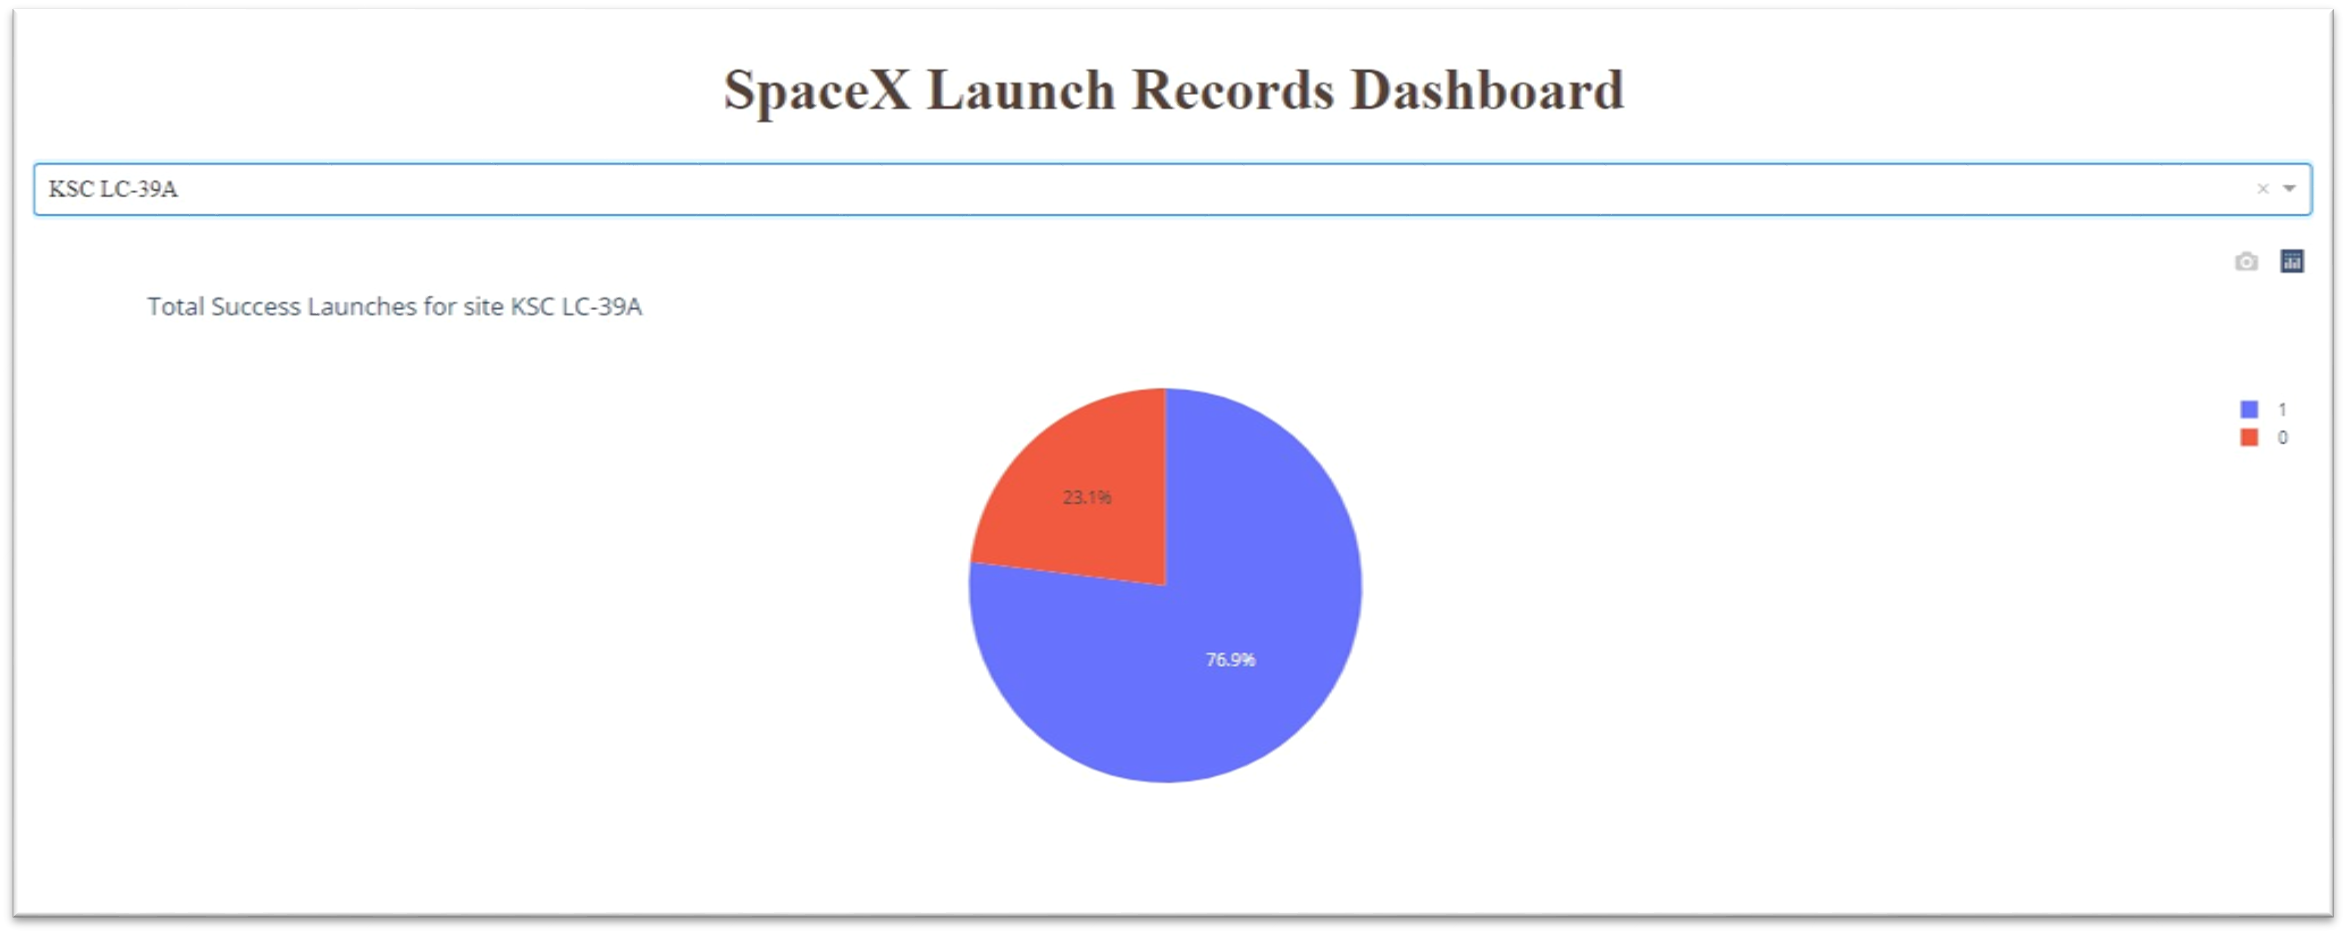 SpaceX Launch Records Dashboard
KSC LC-39A
Total Success Launches for site KSC LC-39A
1
0
23.1%
76.9%